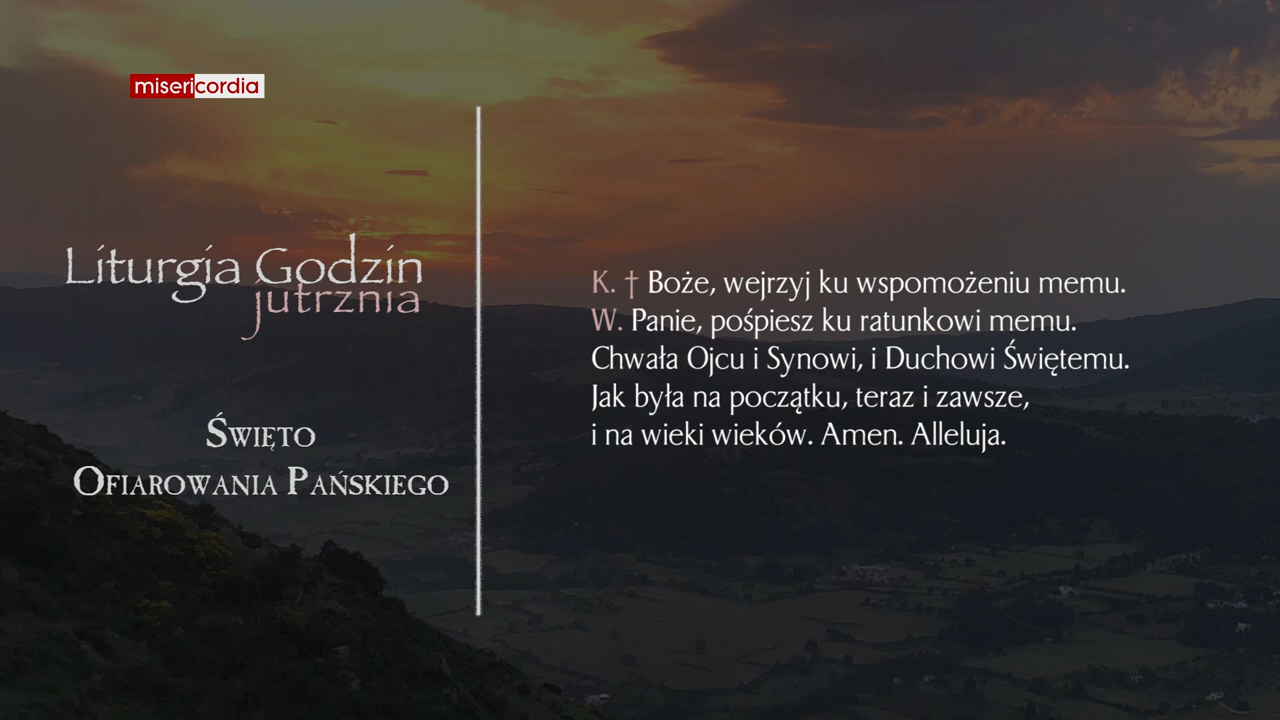 misericordia
Liturgia Godzin
jutrznia
Święto
Ofiarowania Pańskiego
K. † Boże, wejrzyj ku wspomożeniu memu.
W. Panie, pośpiesz ku ratunkowi memu.
Chwała Ojcu i Synowi, i Duchowi Świętemu.
Jak była na początku, teraz i zawsze,
i na wieki wieków. Amen. Alleluja.